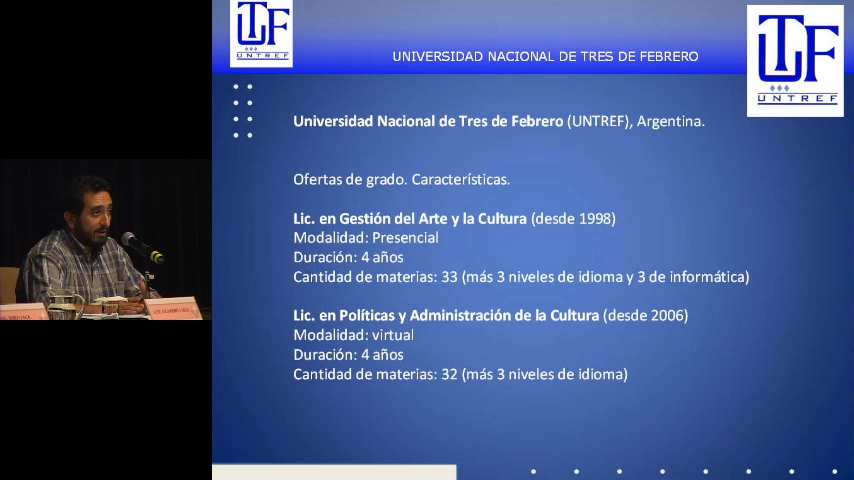 UNTREF
UNIVERSIDAD NACIONAL DE TRES DE FEBRERO
UNTREF
Universidad Nacional de Tres de Febrero (UNTREF), Argentina.
Ofertas de grado. Características.
Lic. en Gestión del Arte y la Cultura (desde 1998)
Modalidad: Presencial
Duración: 4 años
Cantidad de materias: 33 (más 3 niveles de idioma y 3 de informática)
Lic. en Políticas y Administración de la Cultura (desde 2006)
Modalidad: virtual
Duración: 4 años
Cantidad de materias: 32 (más 3 niveles de idioma)